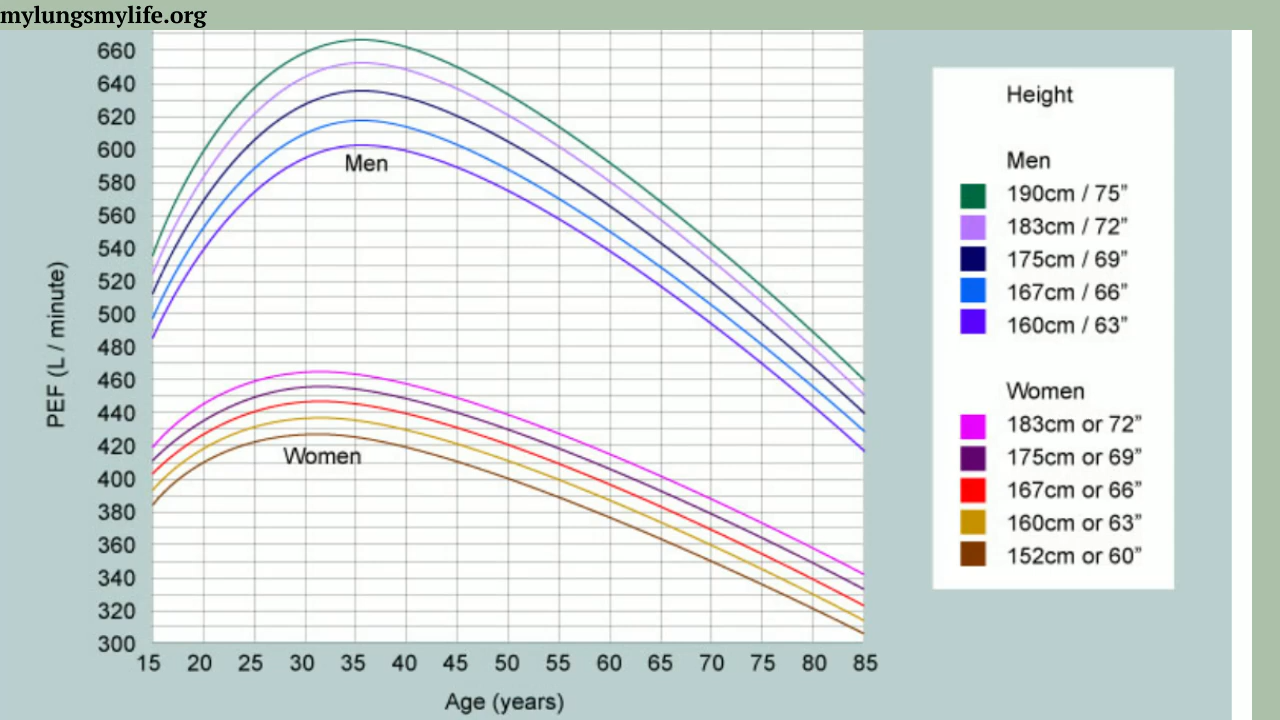 mylungsmylife.org
660
640
620
600
580
560
540
520
500
480
460
440
420
400
380
360
340
320
300
PEF (L / minute)
Men
Women
15 20 25 30 35 40 45 50 55 60 65 70 75 80 85
Age (years)
Height
Men
190cm / 75”
183cm / 72”
175cm / 69”
167cm / 66”
160cm / 63”
Women
183cm or 72”
175cm or 69”
167cm or 66”
160cm or 63”
152cm or 60”